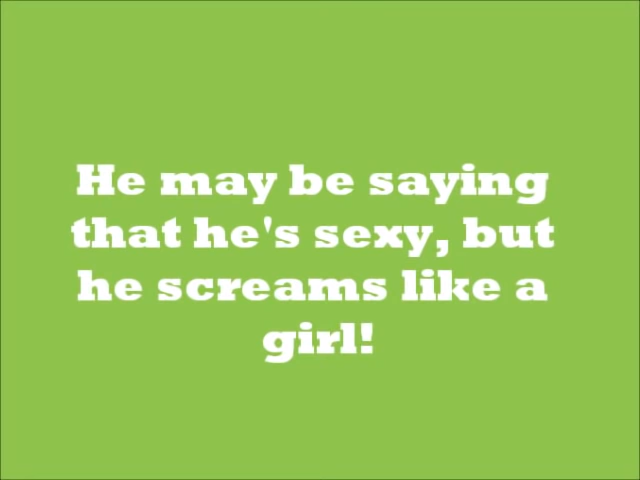 He may be saying
that he's sexy, but
he screams like a
girl!